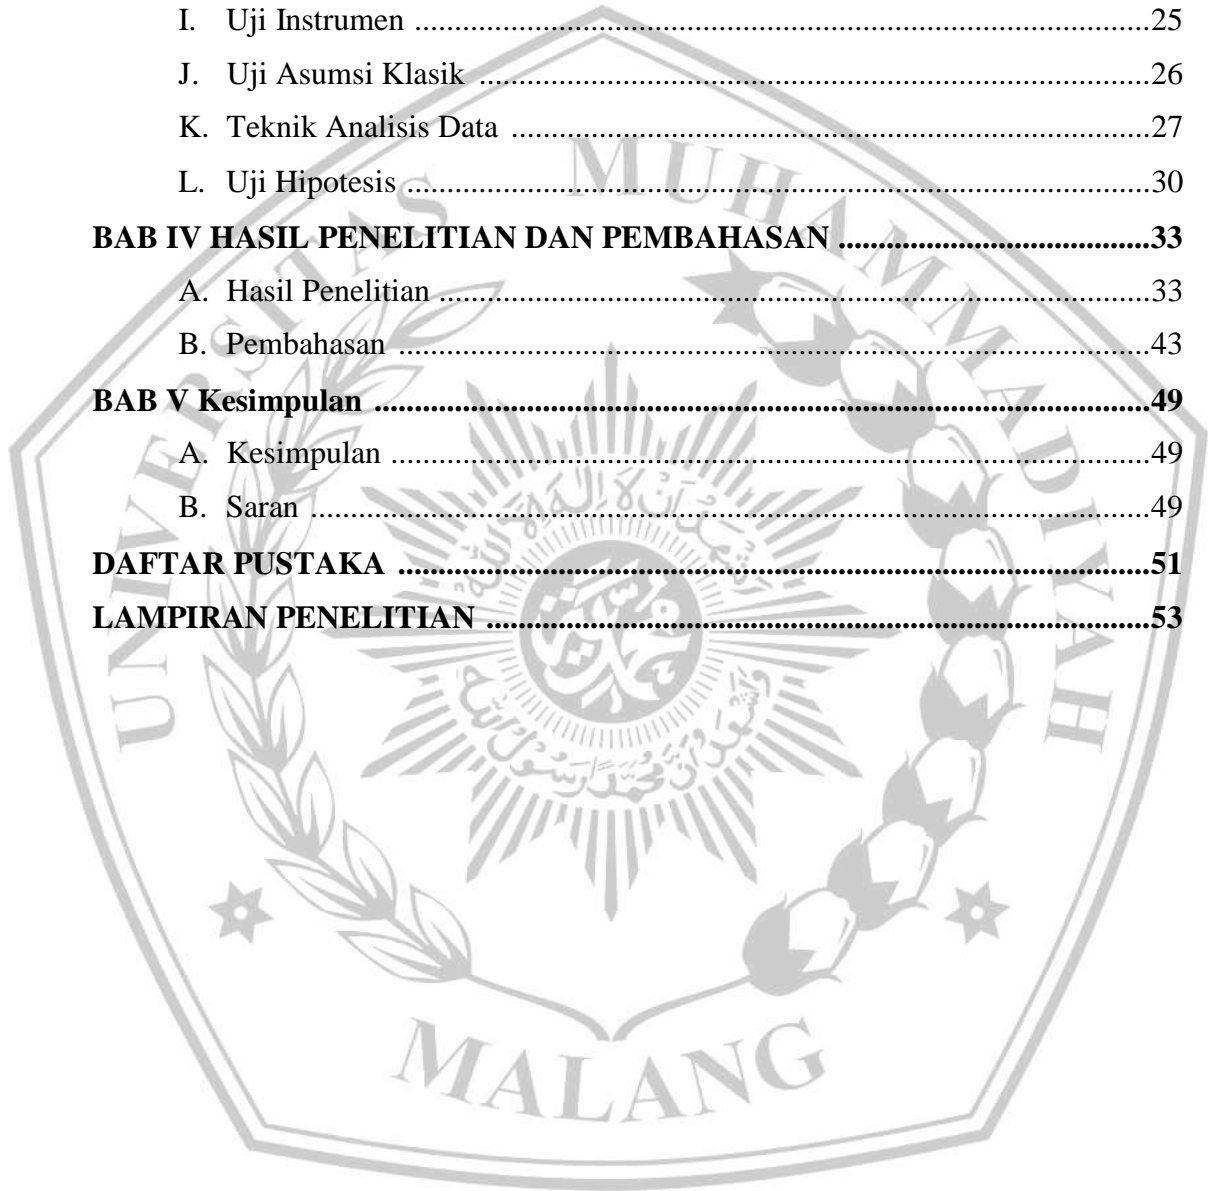 I. Uji Instrumen ........................................................................................25
J. Uji Asumsi Klasik ................................................................................26
K. Teknik Analisis Data ............................................................................27
L. Uji Hipotesis .........................................................................................30
BAB IV HASIL PENELITIAN DAN PEMBAHASAN .....................................33
A. Hasil Penelitian .....................................................................................33
B. Pembahasan ..........................................................................................43
BAB V Kesimpulan ..............................................................................................49
A. Kesimpulan ...........................................................................................49
B. Saran .....................................................................................................49
DAFTAR PUSTAKA ...........................................................................................51
LAMPIRAN PENELITIAN .................................................................................53
UNIVERSITAS MUHAMMADIYAH
MALANG